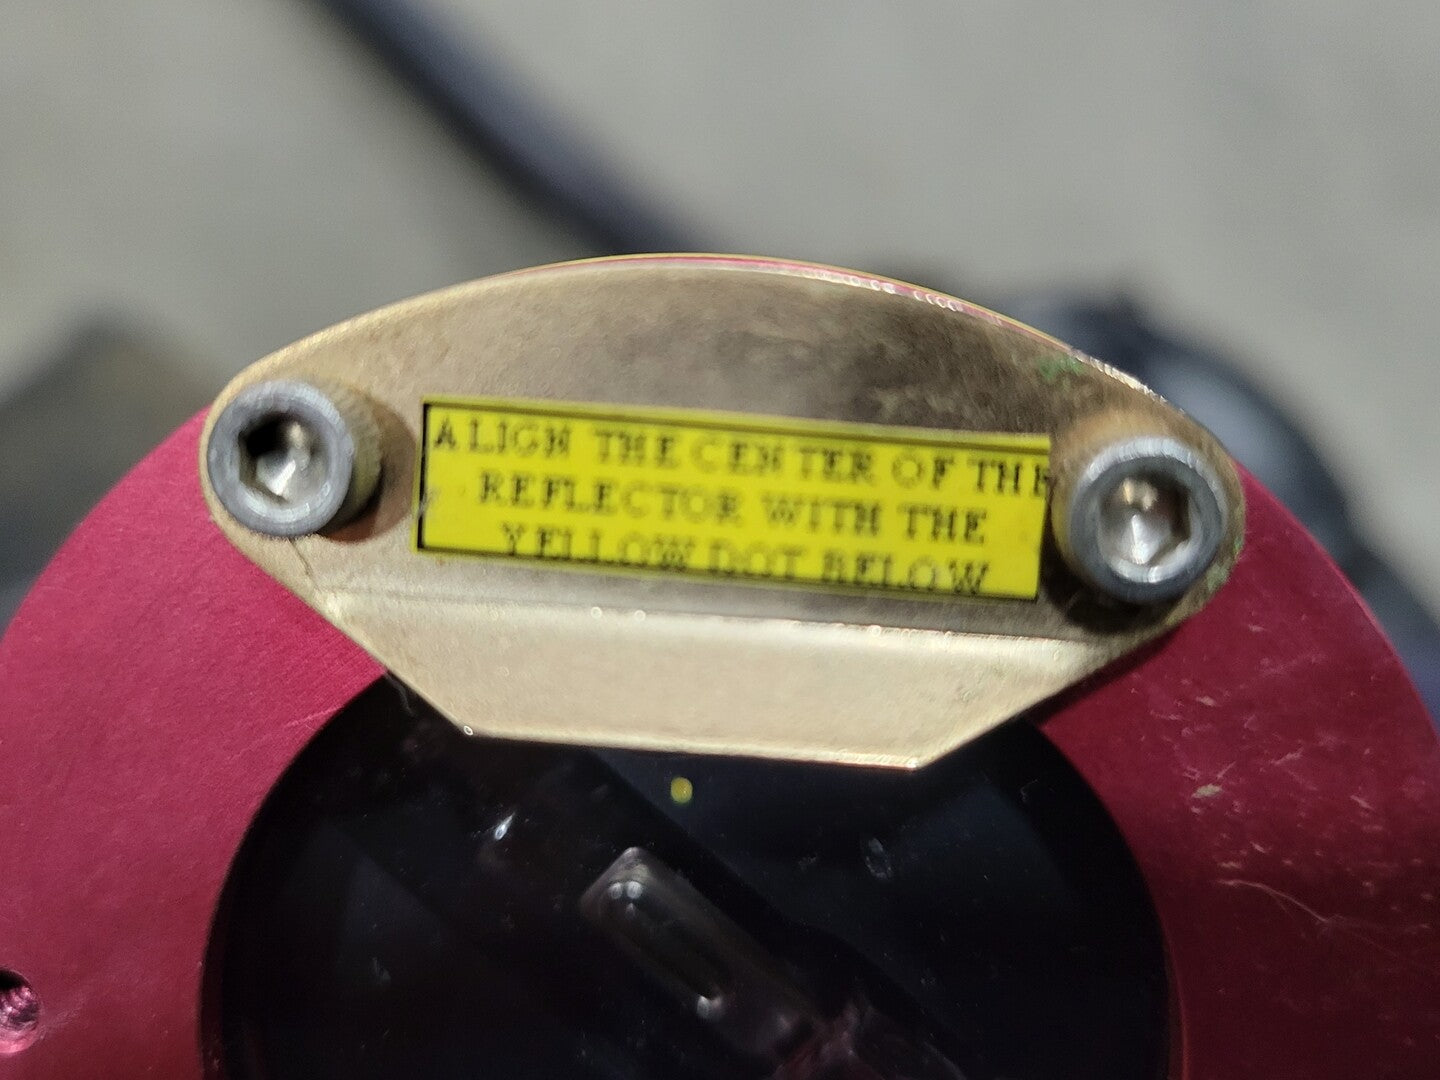 ALIGN THE CENTER OF THE
REFLECTOR WITH THE
YELLOW DOT BELOW